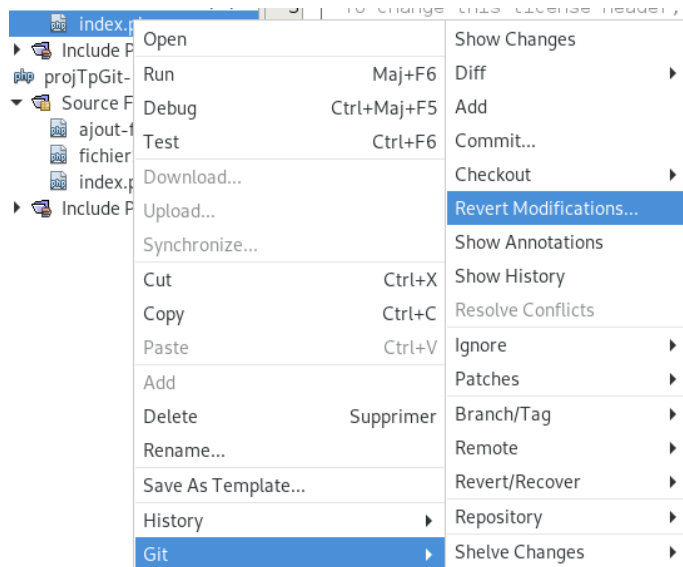 To change this license header,
index.p
Include P
projTpGit-
Source F
ajout-f
fichier
index.p
Include P
Open
Run Maj+F6
Debug Ctrl+Maj+F5
Test Ctrl+F6
Download...
Upload...
Synchronize...
Cut Ctrl+X
Copy Ctrl+C
Paste Ctrl+V
Add
Delete Supprimer
Rename...
Save As Template...
History
Git
Show Changes
Diff
Add
Commit...
Checkout
Revert Modifications...
Show Annotations
Show History
Resolve Conflicts
Ignore
Patches
Branch/Tag
Remote
Revert/Recover
Repository
Shelve Changes